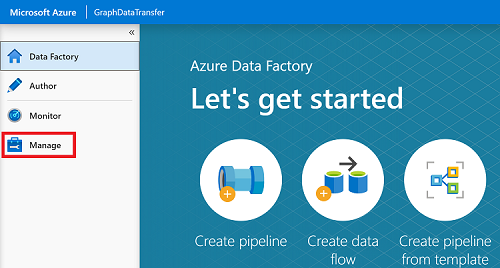 Microsoft Azure | GraphDataTransfer
«
Data Factory
Author
Monitor
Manage
Azure Data Factory
Let's get started
Create pipeline
Create data flow
Create pipeline from template